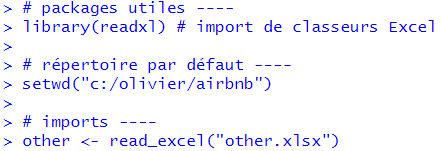 > # packages utiles ----
> library(readxl) # import de classeurs Excel
>
> # répertoire par défaut ----
> setwd("c:/olivier/airbnb")
>
> # imports ----
> other <- read_excel("other.xlsx")